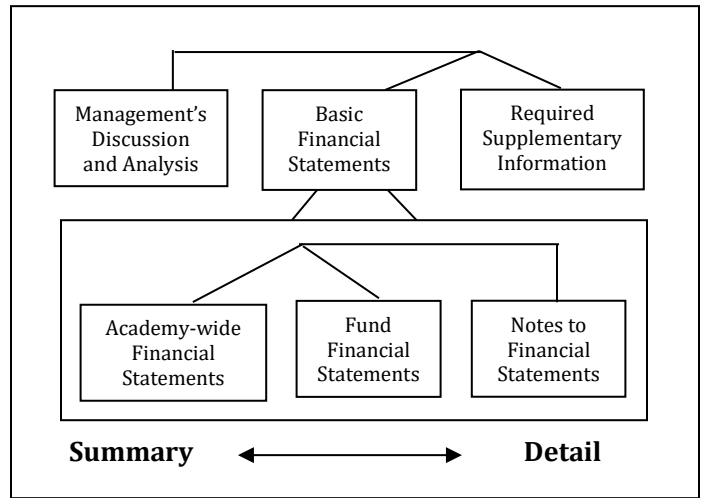 Management’s
Discussion
and Analysis
Basic
Financial
Statements
Required
Supplementary
Information
Academy-wide
Financial
Statements
Fund
Financial
Statements
Notes to
Financial
Statements
Summary
Detail